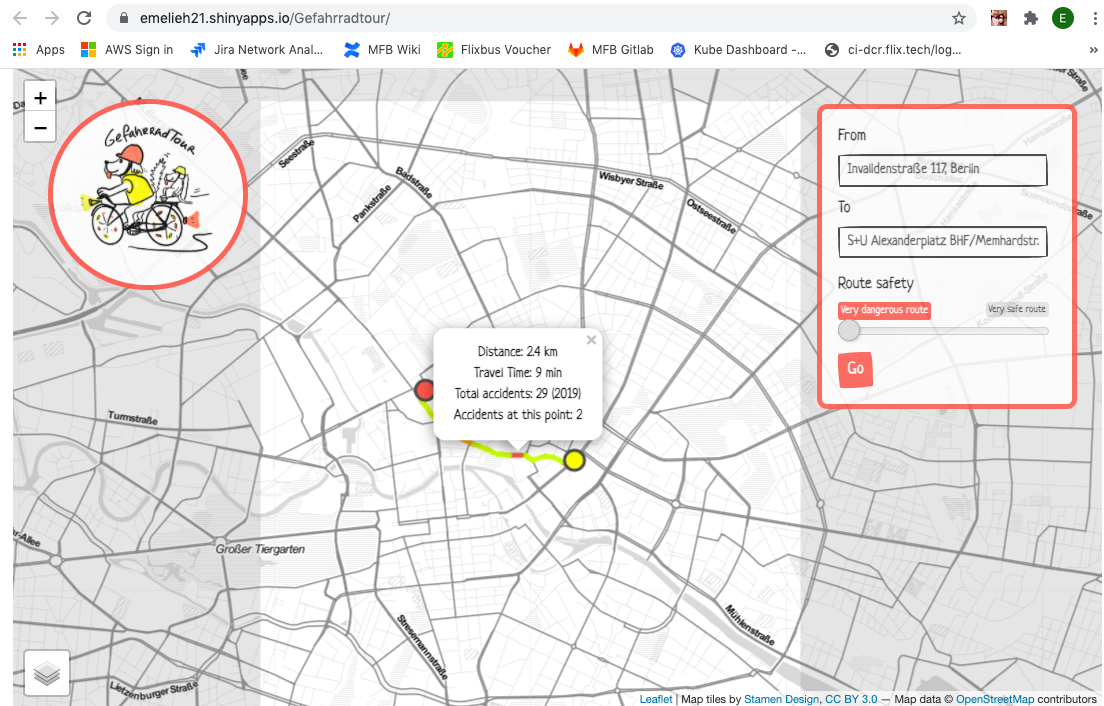 emelieh21.shinyapps.io/Gefahrradtour/
E
Apps
AWS Sign in
Jira Network Anal...
MFB Wiki
Flixbus Voucher
MFB Gitlab
Kube Dashboard -...
ci-dcr.flix.tech/log...
»
+
−
GefahrradTour
From
Invalidenstraße 117, Berlin
To
S+U Alexanderplatz BHF/Memhardstr.
Route safety
Very dangerous route
Very safe route
Go
Seestraße
Badstraße
Pankstraße
Wisbyer Straße
Ostseestraße
Hansastraße
Suermondtstraße
×
Distance: 2.4 km
Travel Time: 9 min
Total accidents: 29 (2019)
Accidents at this point: 2
Turmstraße
Großer Tiergarten
r-Allee
Stresemannstraße
Mühlenstraße
Lietzenburger Straße
Leaflet | Map tiles by Stamen Design, CC BY 3.0 — Map data © OpenStreetMap contributors